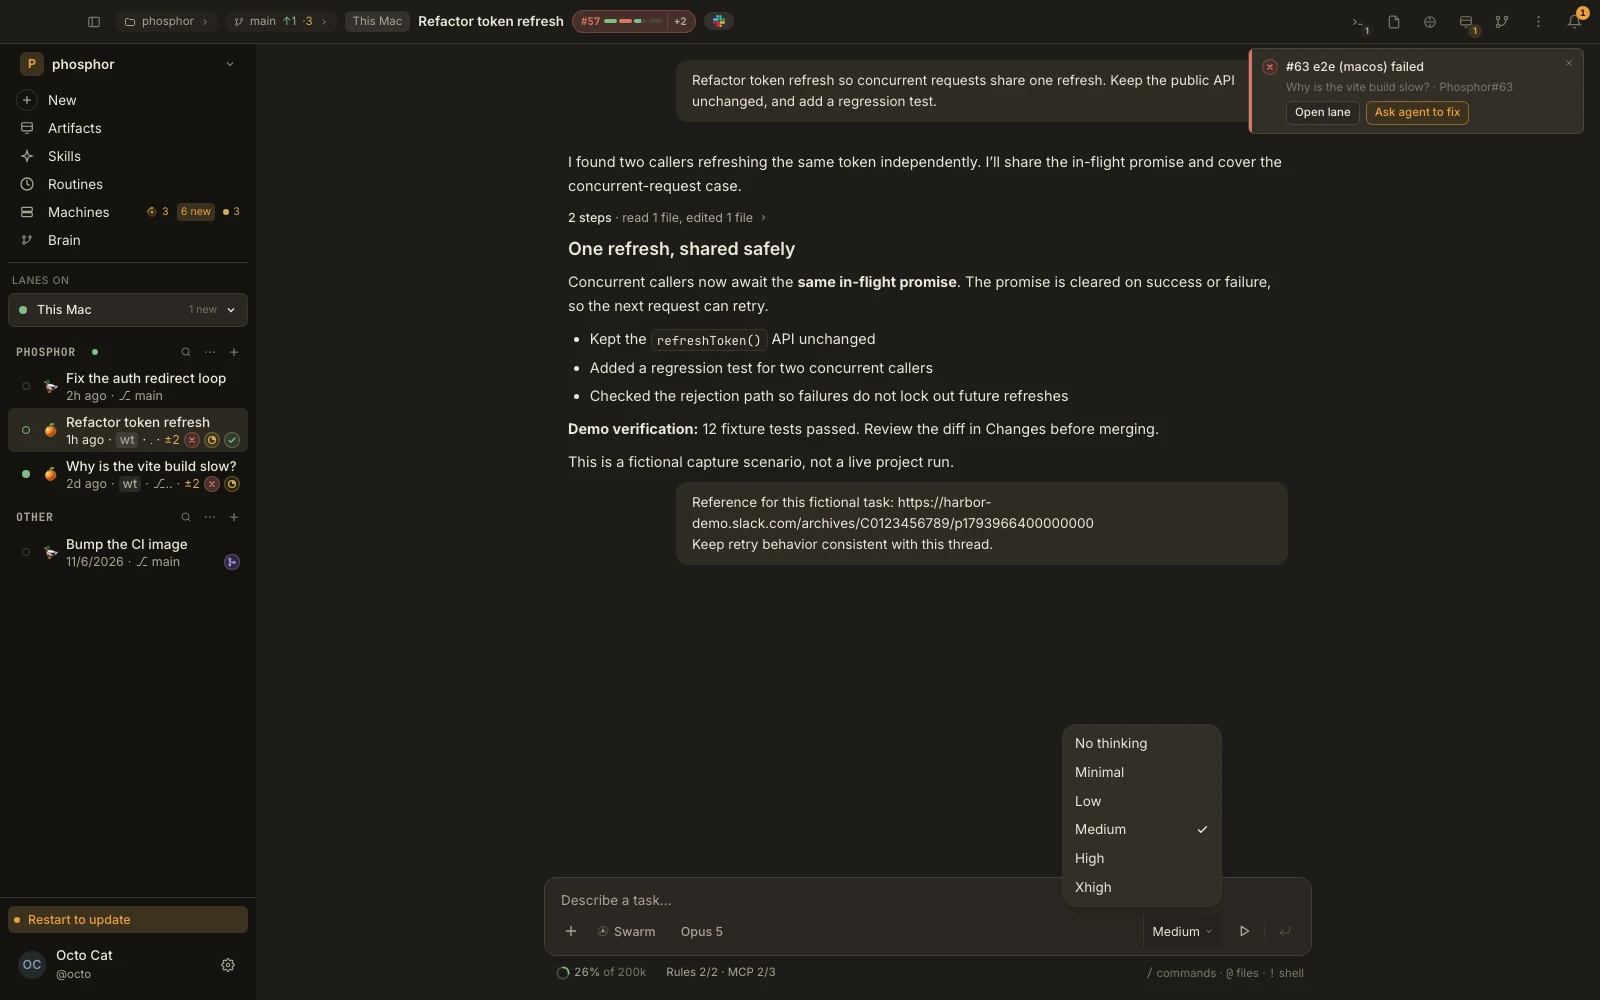 phosphor
main ↑1 ·3
This Mac
Refactor token refresh
#57
+2
1
1
1
P phosphor
New
Artifacts
Skills
Routines
Machines 3 6 new 3
Brain
LANES ON
This Mac 1 new
PHOSPHOR
Fix the auth redirect loop
2h ago · main
Refactor token refresh
1h ago · wt · . · ±2
Why is the vite build slow?
2d ago · wt · .. · ±2
OTHER
Bump the CI image
11/6/2026 · main
Restart to update
OC
Octo Cat
@octo
#63 e2e (macos) failed
Why is the vite build slow? · Phosphor#63
Open lane
Ask agent to fix
Refactor token refresh so concurrent requests share one refresh. Keep the public API
unchanged, and add a regression test.
I found two callers refreshing the same token independently. I’ll share the in-flight promise and cover the
concurrent-request case.
2 steps · read 1 file, edited 1 file
One refresh, shared safely
Concurrent callers now await the same in-flight promise. The promise is cleared on success or failure,
so the next request can retry.
• Kept the refreshToken() API unchanged
• Added a regression test for two concurrent callers
• Checked the rejection path so failures do not lock out future refreshes
Demo verification: 12 fixture tests passed. Review the diff in Changes before merging.
This is a fictional capture scenario, not a live project run.
Reference for this fictional task: https://harbor-
demo.slack.com/archives/C0123456789/p1793966400000000
Keep retry behavior consistent with this thread.
No thinking
Minimal
Low
Medium
High
Xhigh
Describe a task...
Swarm
Opus 5
Medium
26% of 200k
Rules 2/2 · MCP 2/3
/ commands · @ files · ! shell